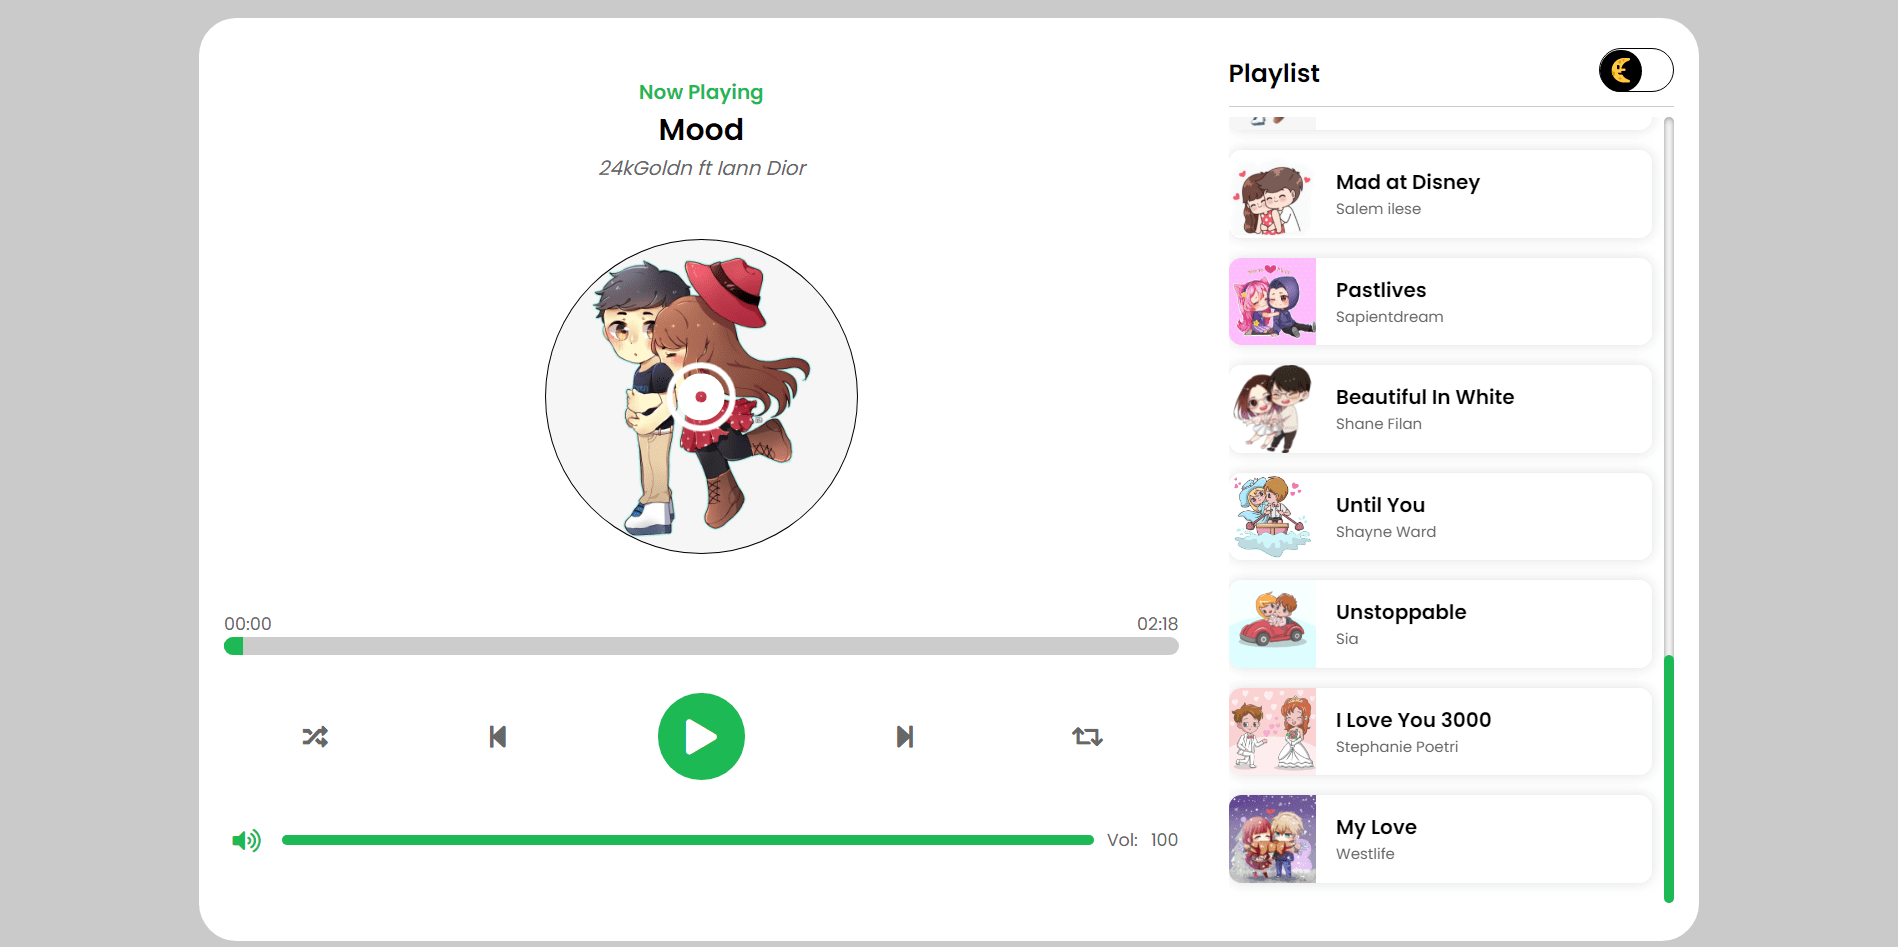 Now Playing
Mood
24kGoldn ft Iann Dior
00:00
02:18
Vol: 100
Playlist
Mad at Disney
Salem ilese
Pastlives
Sapientdream
Beautiful In White
Shane Filan
Until You
Shayne Ward
Unstoppable
Sia
I Love You 3000
Stephanie Poetri
My Love
Westlife